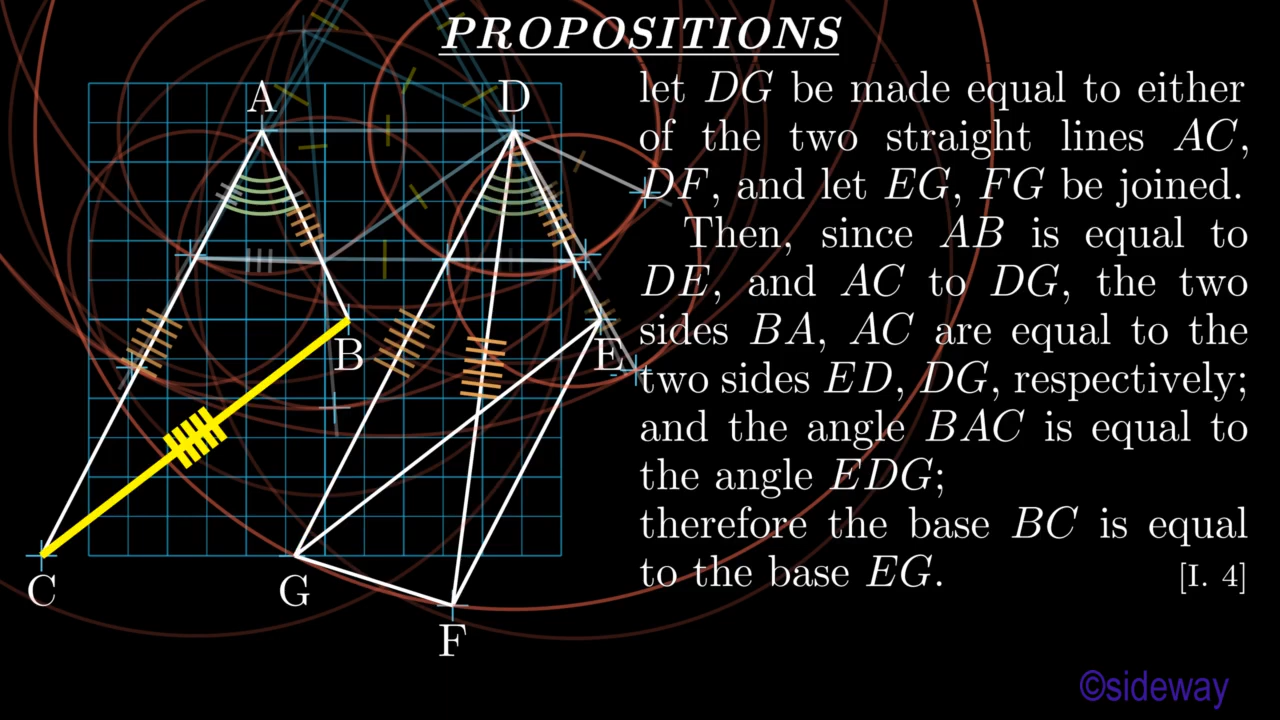 PROPOSITIONS
let DG be made equal to either
of the two straight lines AC,
DF, and let EG, FG be joined.
Then, since AB is equal to
DE, and AC to DG, the two
sides BA, AC are equal to the
two sides ED, DG, respectively;
and the angle BAC is equal to
the angle EDG;
therefore the base BC is equal
to the base EG. [I. 4]
A
D
B
E
C
G
F
©sideway